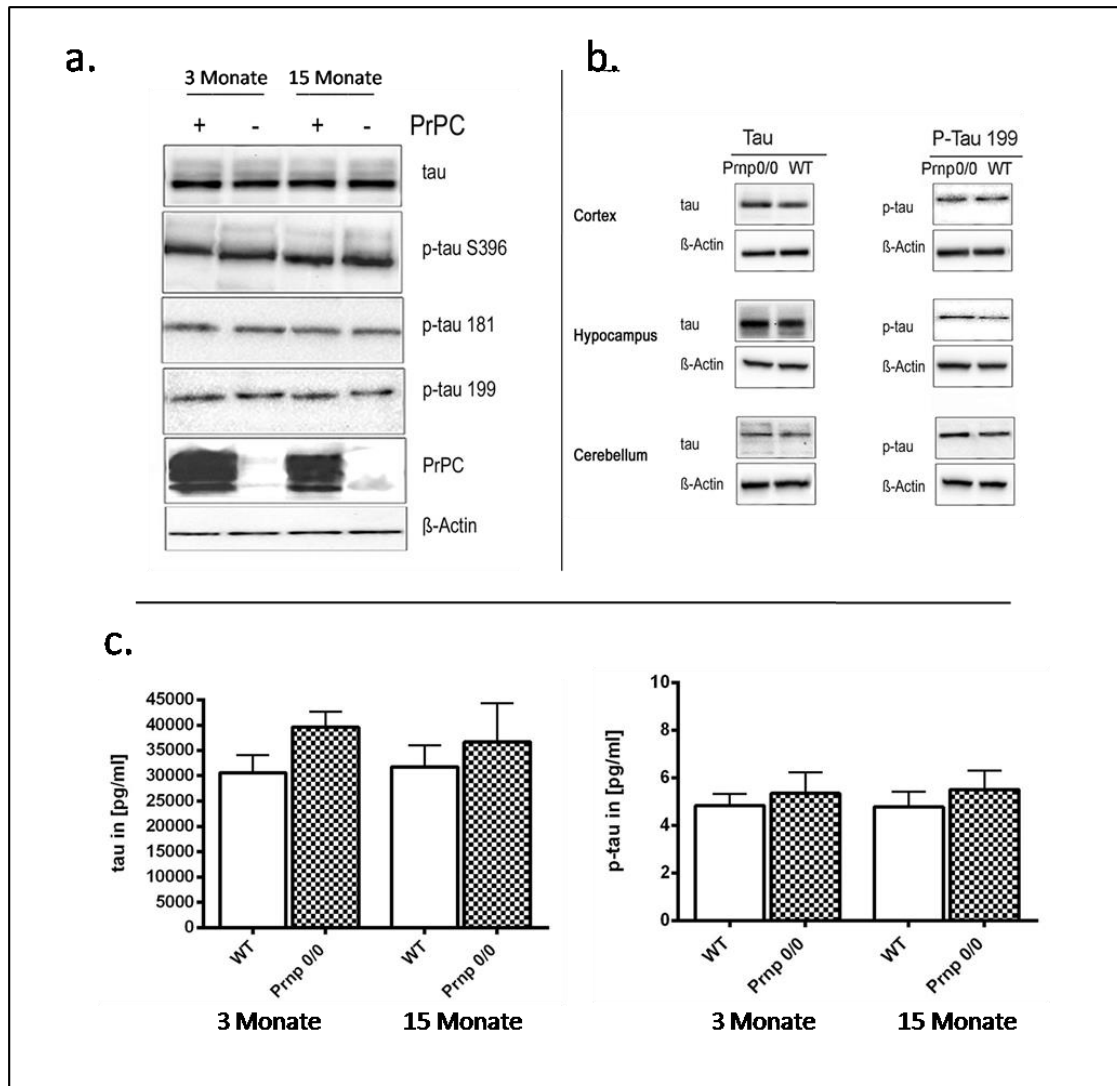 a.
3 Monate 15 Monate
+ - + - PrPC
tau
p-tau S396
p-tau 181
p-tau 199
PrPC
ß-Actin
b.
Tau P-Tau 199
Prnp0/0 WT Prnp0/0 WT
Cortex tau p-tau
ß-Actin ß-Actin
Hypocampus tau p-tau
ß-Actin ß-Actin
Cerebellum tau p-tau
ß-Actin ß-Actin
c.
tau in [pg/ml]
45000
40000
35000
30000
25000
20000
15000
10000
5000
0
WT Prnp 0/0 WT Prnp 0/0
3 Monate 15 Monate
p-tau in [pg/ml]
10
8
6
4
2
0
WT Prnp 0/0 WT Prnp 0/0
3 Monate 15 Monate